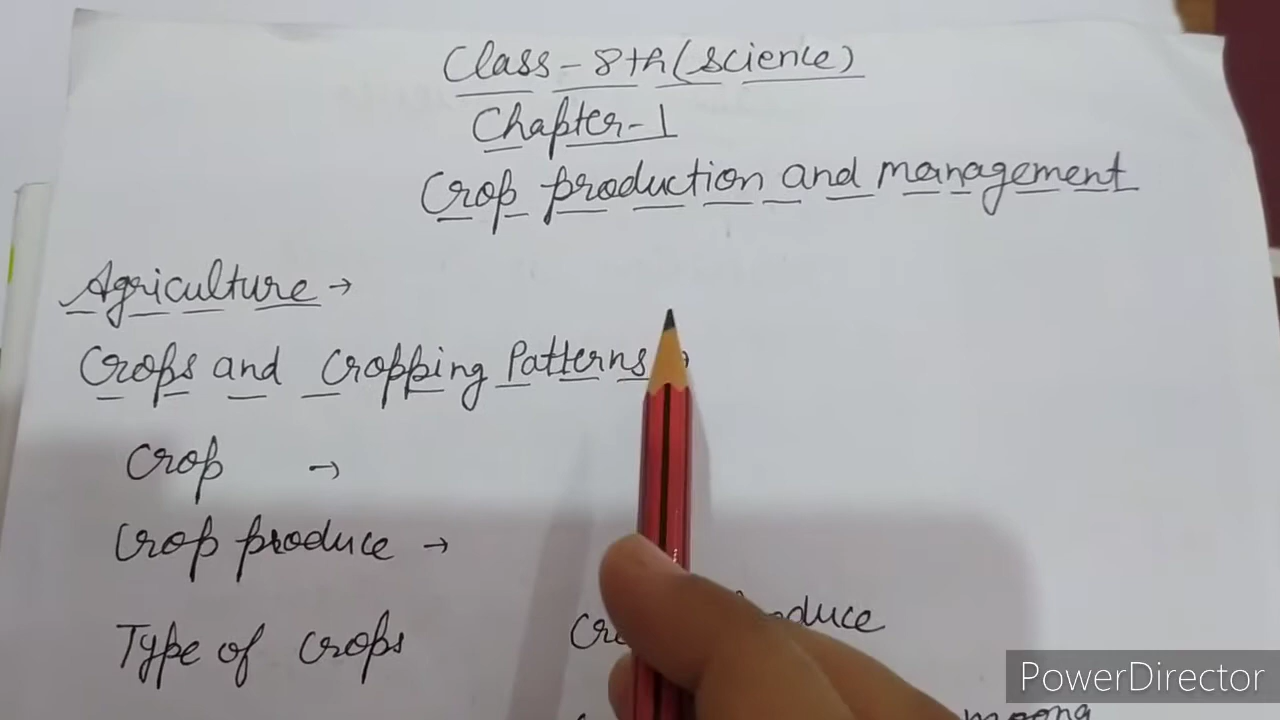 Class - 8th (science)
Chapter-1
Crop production and management
Agriculture →
Crops and Cropping Patterns
Crop →
Crop produce →
Type of crops
PowerDirector